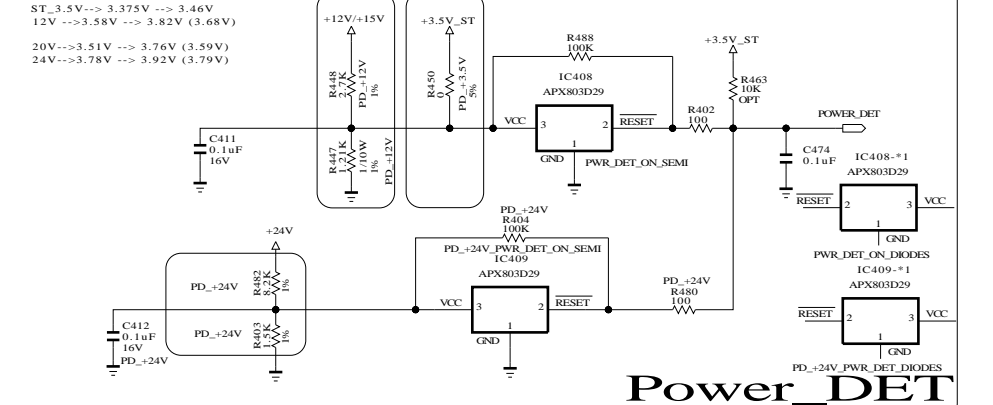 ST_3.5V--> 3.375V --> 3.46V
12V -->3.58V --> 3.82V (3.68V)
20V-->3.51V --> 3.76V (3.59V)
24V-->3.78V --> 3.92V (3.79V)
+12V/+15V
R448
2.7K
PD_+12V
1%
R447
1.21K
1/10W
1%
PD_+12V
+3.5V_ST
R450
0
PD_+3.5V
5%
C411
0.1uF
16V
R488
100K
IC408
APX803D29
VCC
3
2
RESET
1
GND
PWR_DET_ON_SEMI
R402
100
+3.5V_ST
R463
10K
OPT
POWER_DET
C474
0.1uF
IC408-*1
APX803D29
RESET
2
3
VCC
1
GND
PWR_DET_ON_DIODES
+24V
PD_+24V
R482
8.2K
1%
PD_+24V
R403
1.5K
1%
C412
0.1uF
16V
PD_+24V
PD_+24V
R404
100K
PD_+24V_PWR_DET_ON_SEMI
IC409
APX803D29
VCC
3
2
RESET
1
GND
PD_+24V
R480
100
IC409-*1
APX803D29
RESET
2
3
VCC
1
GND
PD_+24V_PWR_DET_DIODES
Power_DET